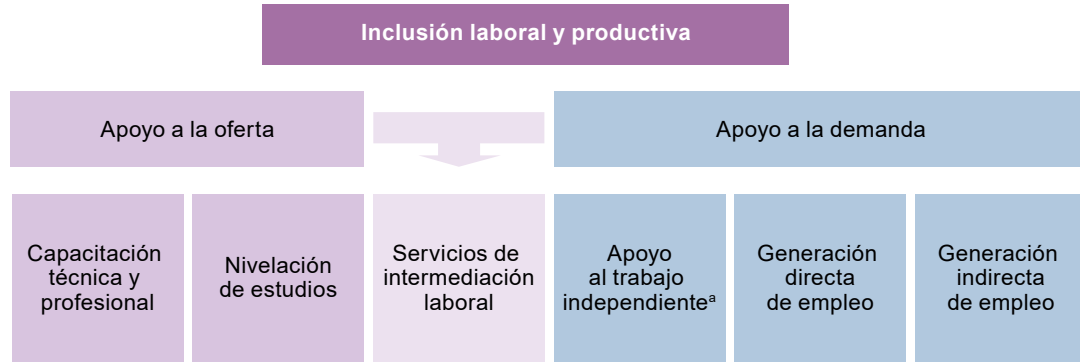 Inclusión laboral y productiva
Apoyo a la oferta
Apoyo a la demanda
Capacitación
técnica y
profesional
Nivelación
de estudios
Servicios de
intermediación
laboral
Apoyo
al trabajo
independienteª
Generación
directa
de empleo
Generación
indirecta
de empleo